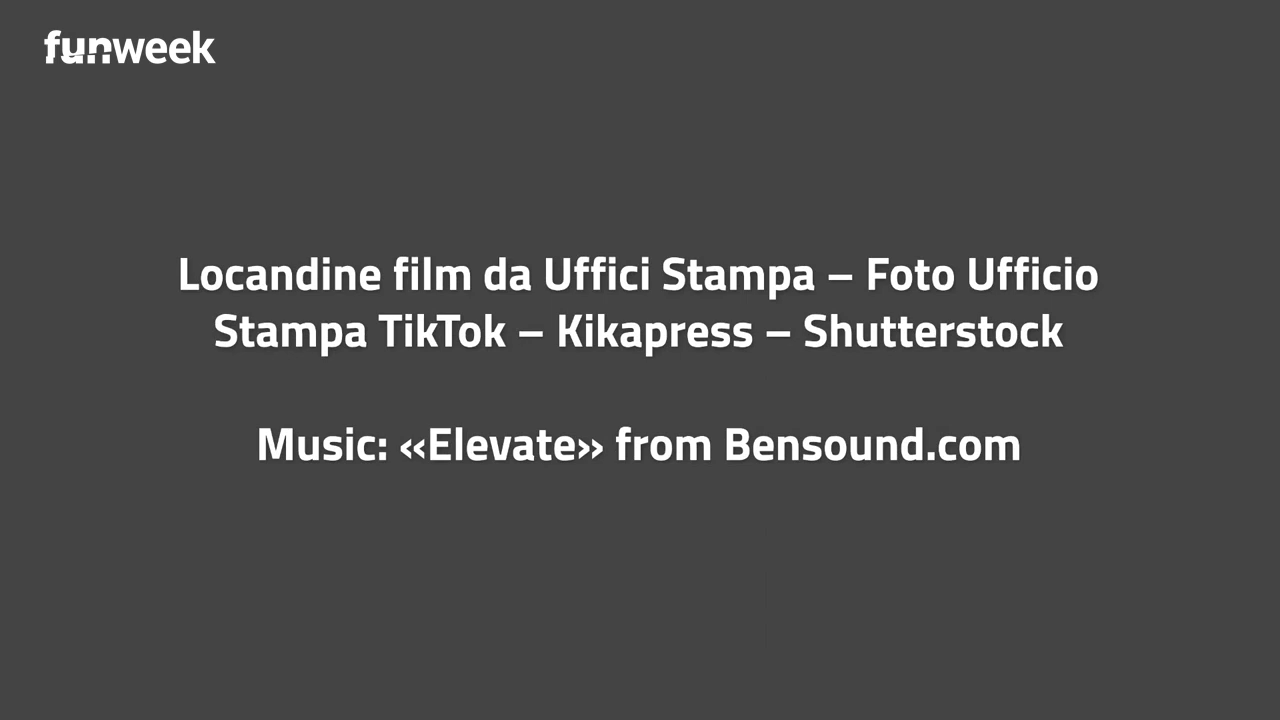 funweek
Locandine film da Uffici Stampa – Foto Ufficio
Stampa TikTok – Kikapress – Shutterstock
Music: «Elevate» from Bensound.com